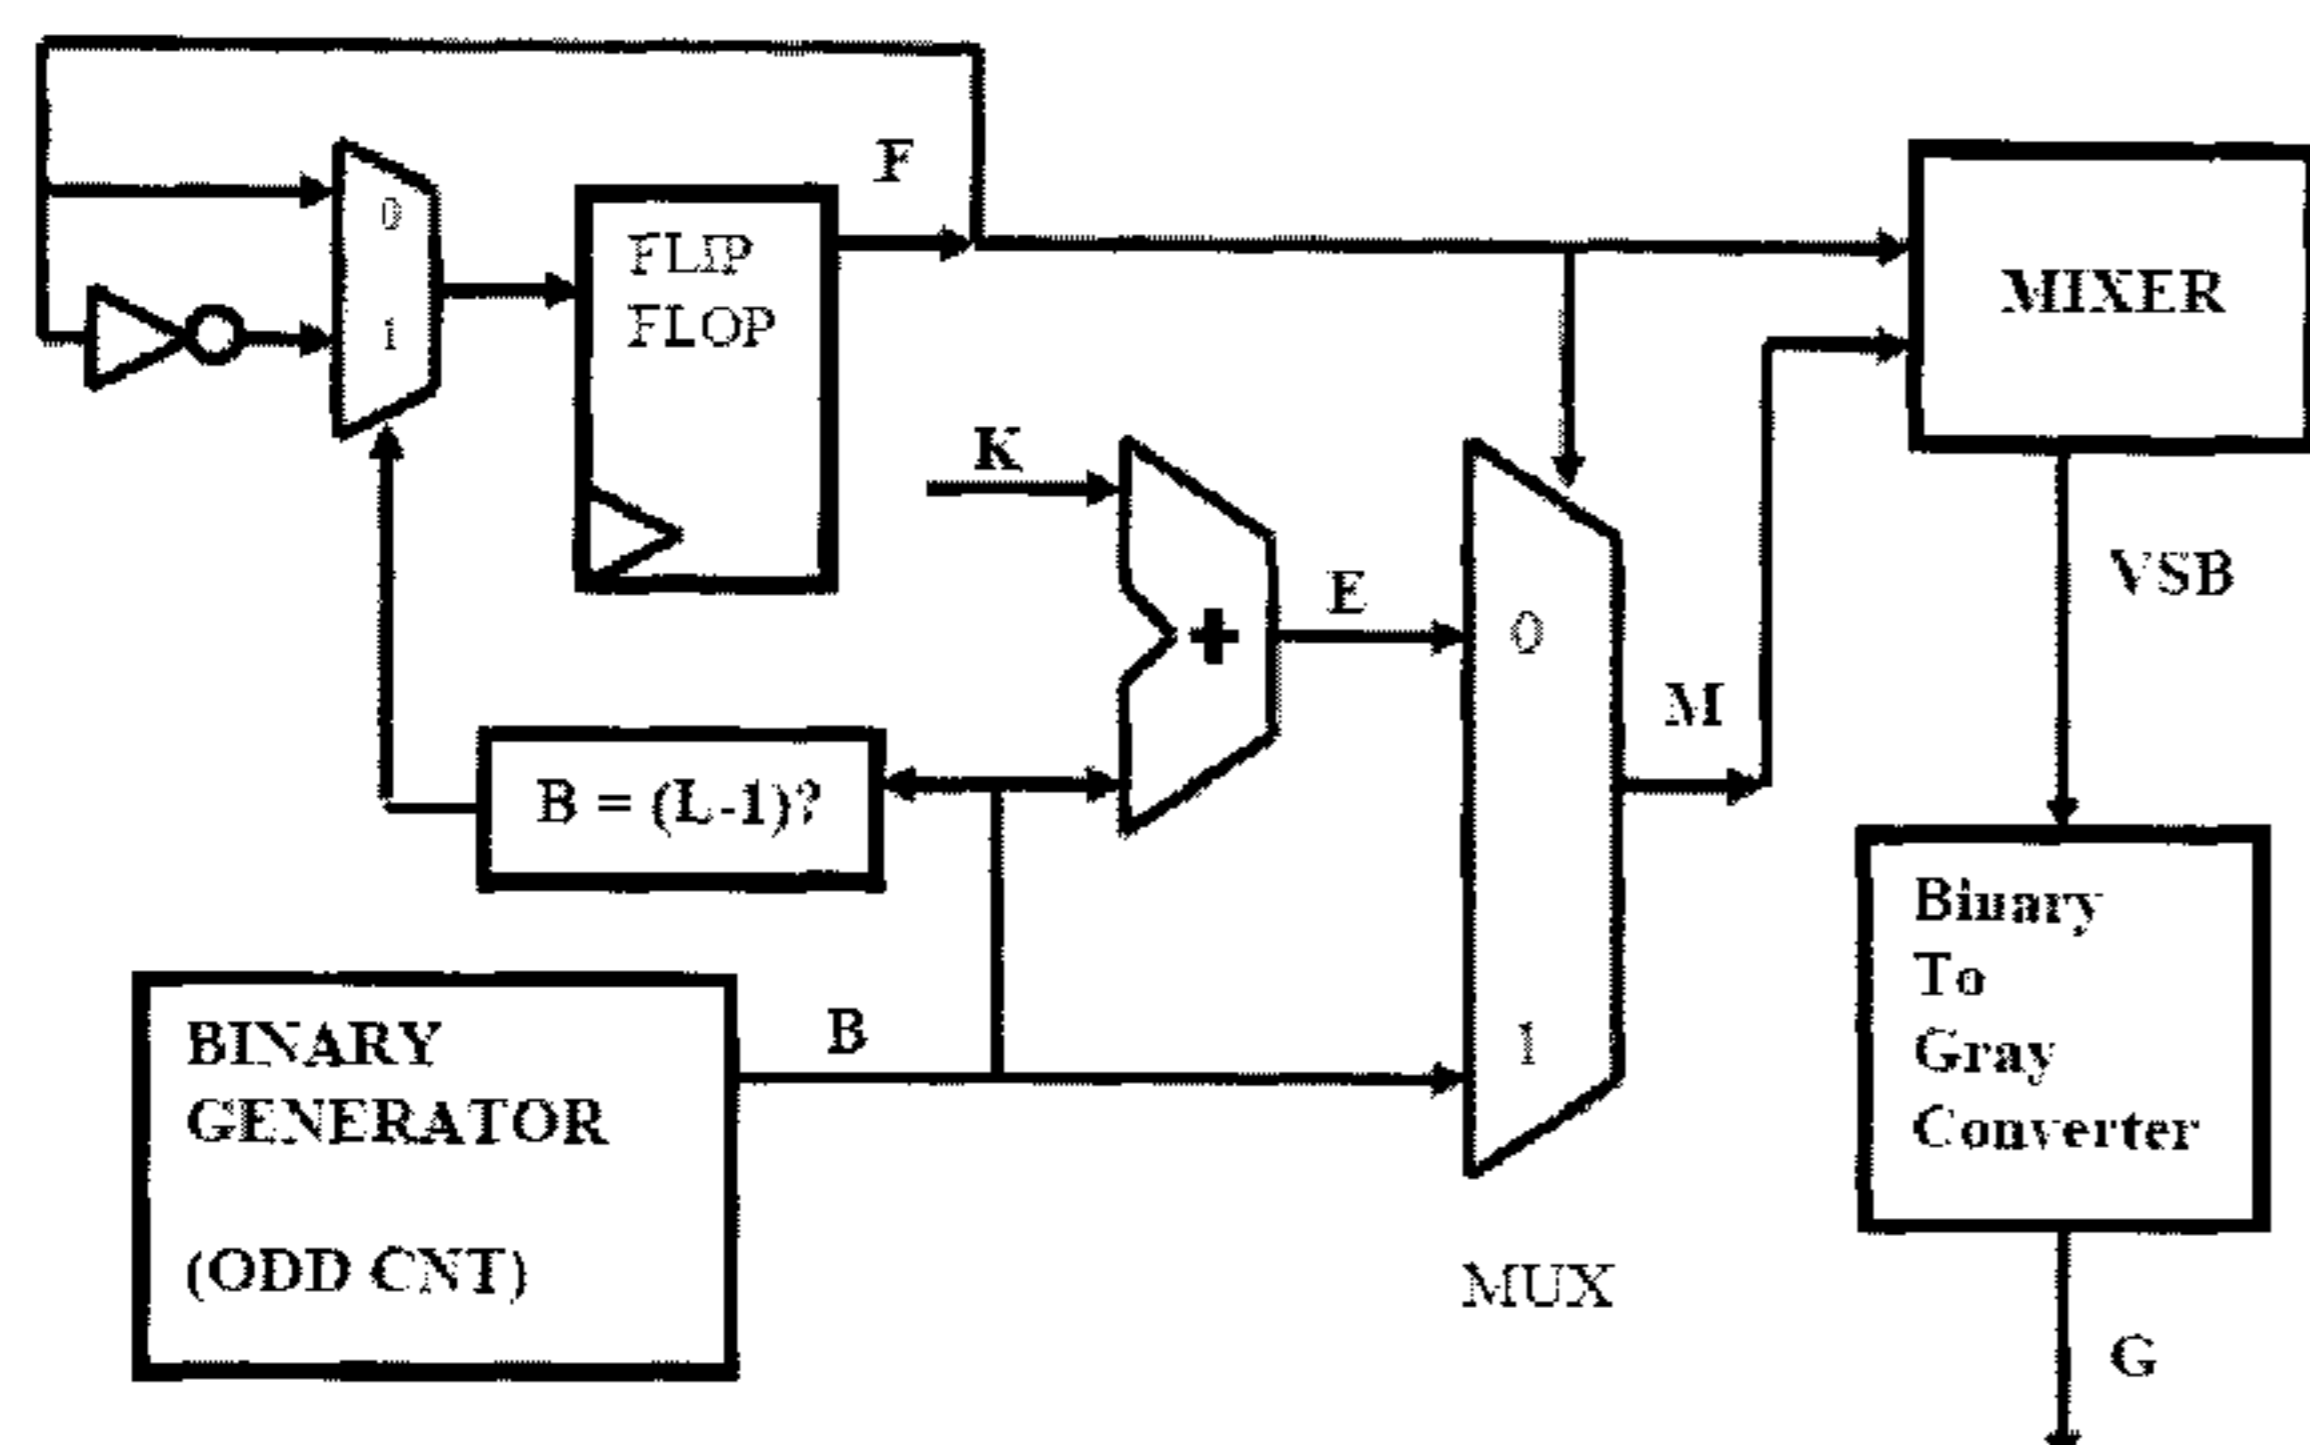 F
0
1
FLIP
FLOP
MIXER
K
+
E
0
M
VSB
B = (L-1)?
Binary
To
Gray
Converter
BINARY
GENERATOR
(ODD CNT)
B
1
MUX
G